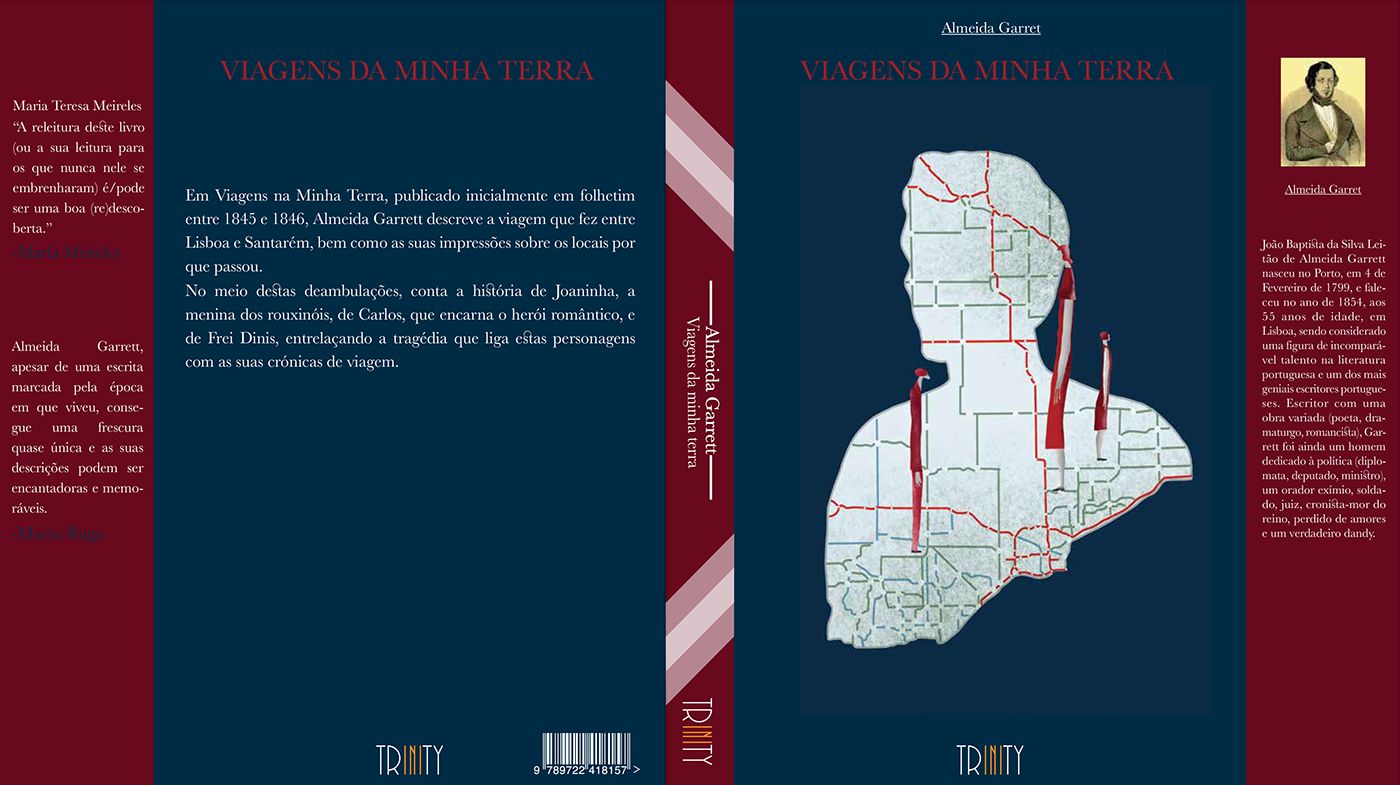 Maria Teresa Meireles
“A releitura deste livro
(ou a sua leitura para
os que nunca nele se
embrenharam) é/pode
ser uma boa (re)desco-
berta.”
-Maria Meireles
Almeida Garrett,
apesar de uma escrita
marcada pela época
em que viveu, conse-
gue uma frescura
quase única e as suas
descrições podem ser
encantadoras e memo-
ráveis.
-Marta Ruga
VIAGENS DA MINHA TERRA
Em Viagens na Minha Terra, publicado inicialmente em folhetim
entre 1845 e 1846, Almeida Garrett descreve a viagem que fez entre
Lisboa e Santarém, bem como as suas impressões sobre os locais por
que passou.
No meio destas deambulações, conta a história de Joaninha, a
menina dos rouxinóis, de Carlos, que encarna o herói romântico, e
de Frei Dinis, entrelaçando a tragédia que liga estas personagens
com as suas crónicas de viagem.
TRINITY
9 789722 418157 >
Almeida Garrett
Viagens da minha terra
TRINITY
Almeida Garret
VIAGENS DA MINHA TERRA
TRINITY
Almeida Garret
João Baptista da Silva Lei-
tão de Almeida Garrett
nasceu no Porto, em 4 de
Fevereiro de 1799, e fale-
ceu no ano de 1854, aos
55 anos de idade, em
Lisboa, sendo considerado
uma figura de incompará-
vel talento na literatura
portuguesa e um dos mais
geniais escritores portugue-
ses. Escritor com uma
obra variada (poeta, dra-
maturgo, romancista), Gar-
rett foi ainda um homem
dedicado à política (diplo-
mata, deputado, ministro),
um orador exímio, solda-
do, juiz, cronista-mor do
reino, perdido de amores
e um verdadeiro dandy.